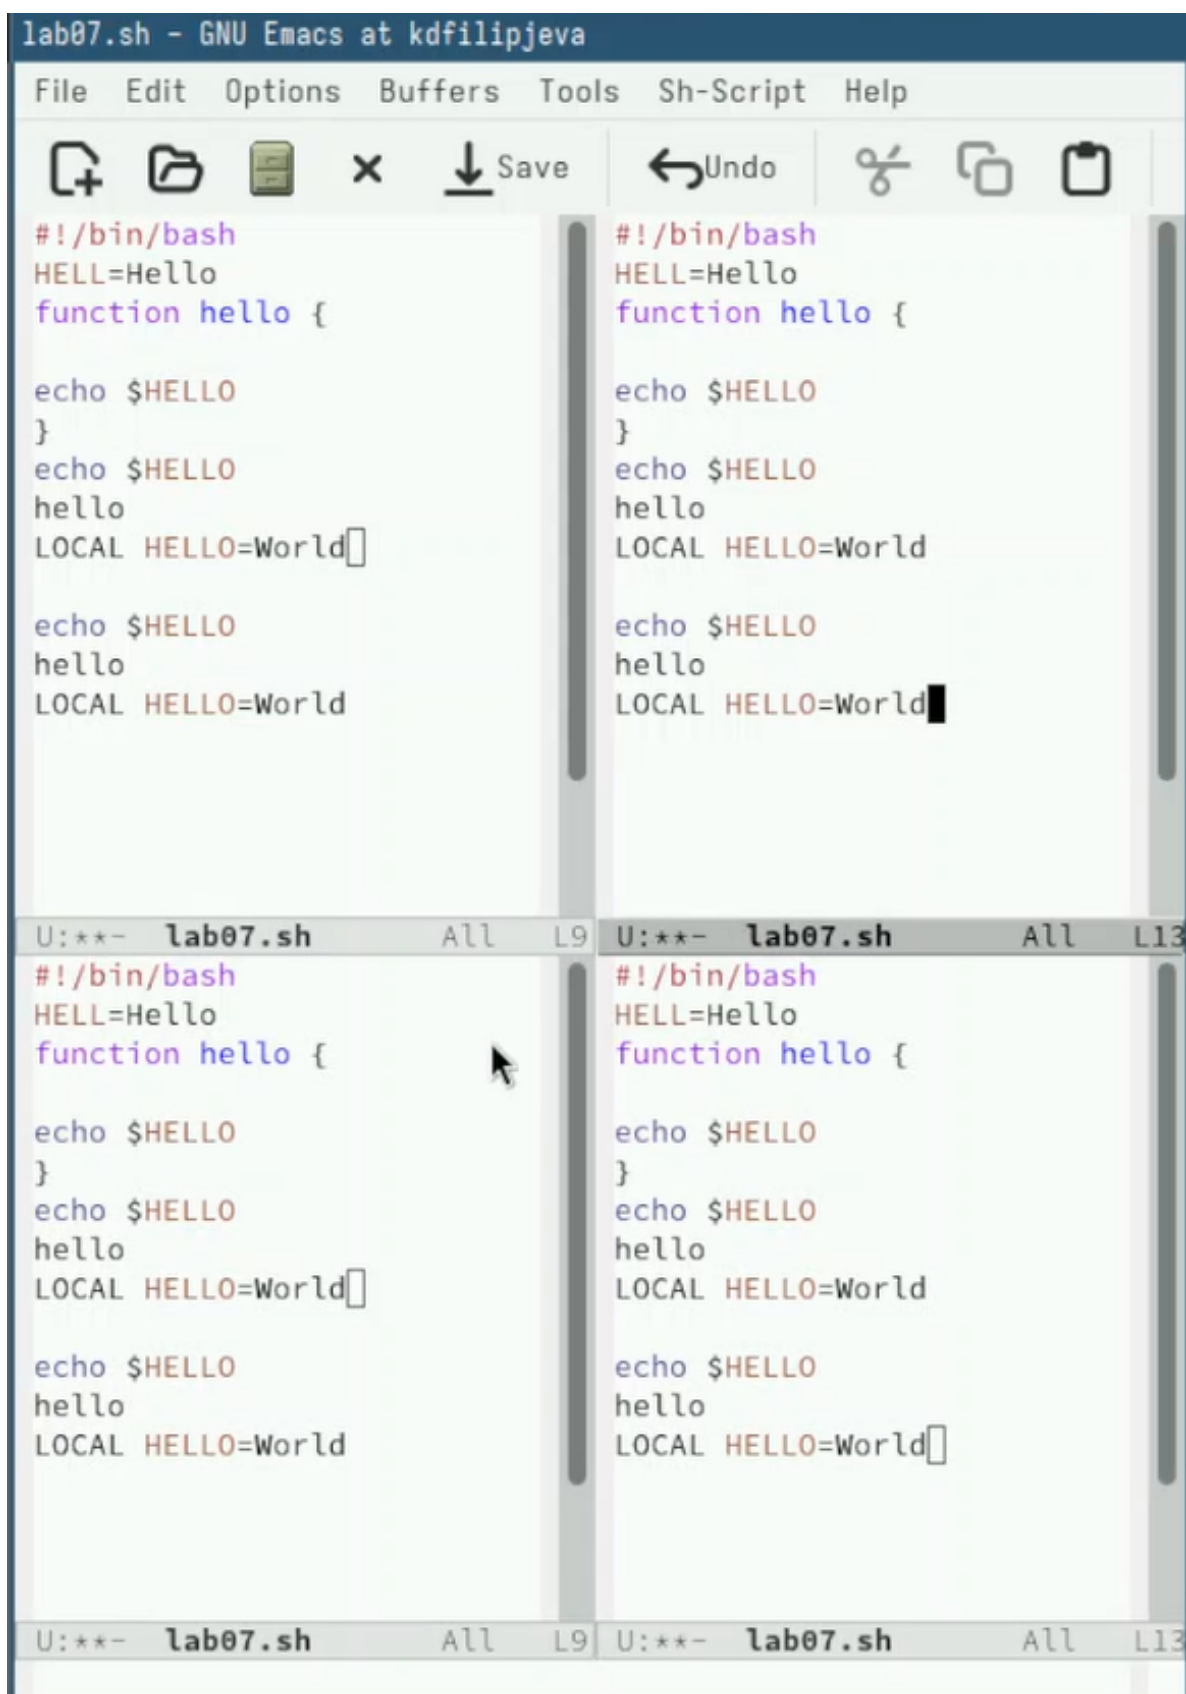 lab07.sh - GNU Emacs at kdfilipjeva
File Edit Options Buffers Tools Sh-Script Help
Save Undo
#!/bin/bash
HELL=Hello
function hello {
echo $HELLO
}
echo $HELLO
hello
LOCAL HELLO=World
echo $HELLO
hello
LOCAL HELLO=World
U:**- lab07.sh All L9
#!/bin/bash
HELL=Hello
function hello {
echo $HELLO
}
echo $HELLO
hello
LOCAL HELLO=World
echo $HELLO
hello
LOCAL HELLO=World
U:**- lab07.sh All L13
#!/bin/bash
HELL=Hello
function hello {
echo $HELLO
}
echo $HELLO
hello
LOCAL HELLO=World
echo $HELLO
hello
LOCAL HELLO=World
U:**- lab07.sh All L9
#!/bin/bash
HELL=Hello
function hello {
echo $HELLO
}
echo $HELLO
hello
LOCAL HELLO=World
echo $HELLO
hello
LOCAL HELLO=World
U:**- lab07.sh All L13